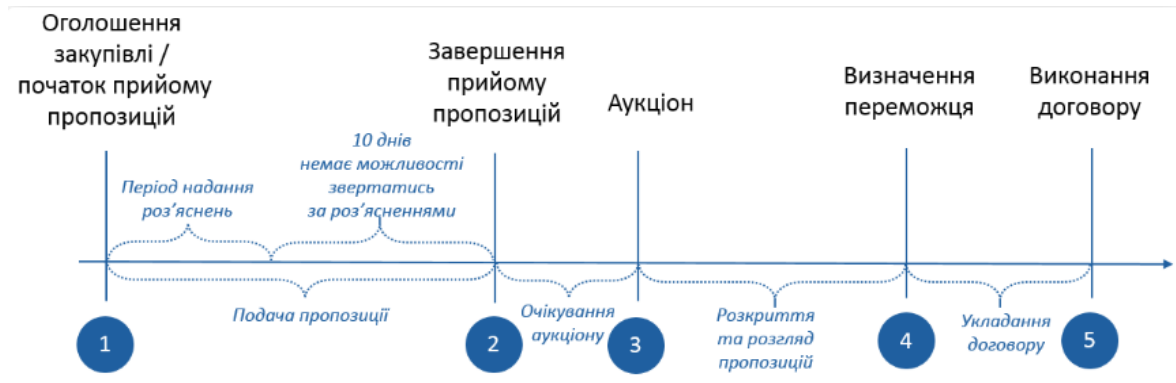 Оголошення
закупівлі /
початок прийому
пропозицій
Завершення
прийому
пропозицій
Аукціон
Визначення
переможця
Виконання
договору
Період надання
роз’яснень
10 днів
немає можливості
звертатись
за роз’ясненнями
Подача пропозиції
Очікування
аукціону
Розкриття
та розгляд
пропозицій
Укладання
договору
1
2
3
4
5